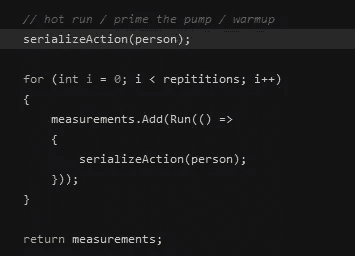 // hot run / prime the pump / warmup
serializeAction(person);
for (int i = 0; i < repititions; i++)
{
measurements.Add(Run(() =>
{
serializeAction(person);
}));
}
return measurements;